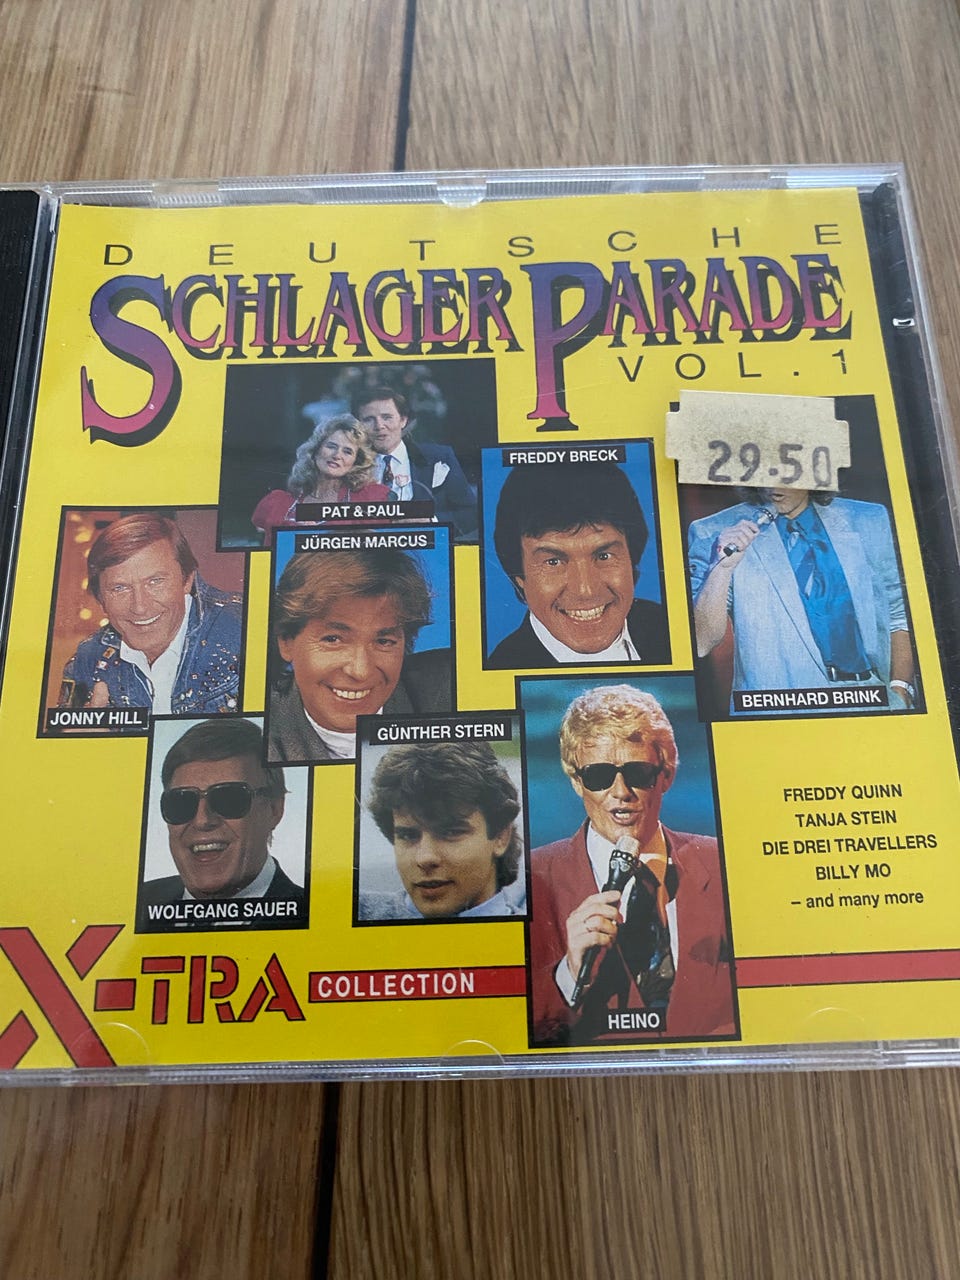 DEUTSCHE
SCHLAGER PARADE
VOL. 1
29.50
FREDDY BRECK
PAT & PAUL
JÜRGEN MARCUS
BERNHARD BRINK
JONNY HILL
GÜNTHER STERN
FREDDY QUINN
TANJA STEIN
DIE DREI TRAVELLERS
BILLY MO
– and many more
WOLFGANG SAUER
X-TRA COLLECTION
HEINO